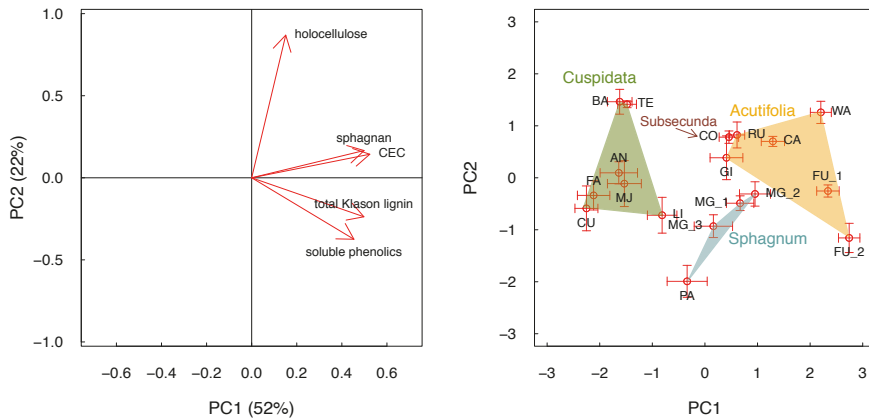 1.0
0.5
0.0
−0.5
−1.0
PC2 (22%)
holocellulose
sphagnan
CEC
total Klason lignin
soluble phenolics
−0.6 −0.4 −0.2 0.0 0.2 0.4 0.6
PC1 (52%)
3
2
1
0
−1
−2
−3
PC2
Cuspidata
BA TE
Subsecunda
Acutifolia
WA
CO RU CA
AN GI
FA MJ FU_1
MG_1 MG_2
CU LI
MG_3
Sphagnum
FU_2
PA
−3 −2 −1 0 1 2 3
PC1